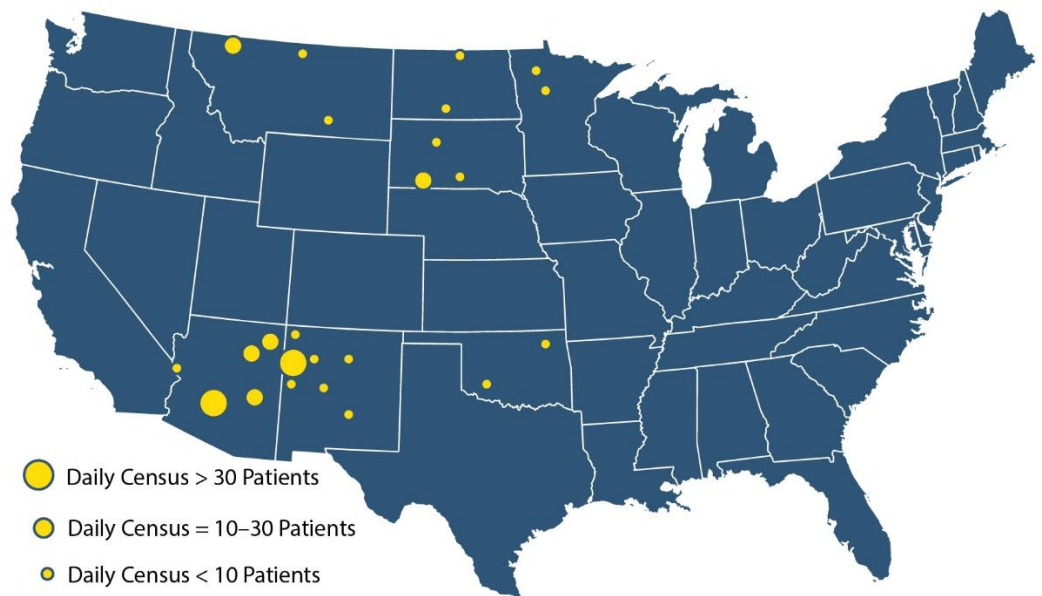 Daily Census > 30 Patients
Daily Census = 10–30 Patients
Daily Census < 10 Patients